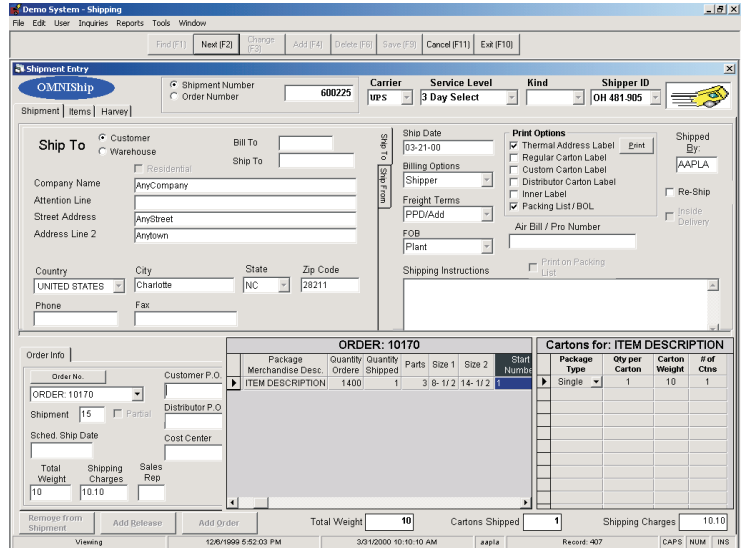 Demo System - Shipping
File Edit User Inquiries Reports Tools Window
Find (F1) Next (F2) Change (F3) Add (F4) Delete (F6) Save (F9) Cancel (F11) Exit (F10)
Shipment Entry
OMNIShip
Shipment Number
Order Number
600225
Carrier Service Level Kind Shipper ID
UPS 3 Day Select OH 481-905
Shipment Items Harvey
Ship To
Customer
Warehouse
Bill To
Ship To
Residential
Company Name AnyCompany
Attention Line
Street Address AnyStreet
Address Line 2 Anytown
Country City State Zip Code
UNITED STATES Charlotte NC 28211
Phone Fax
Ship To
Ship From
Ship Date
03-21-00
Billing Options
Shipper
Freight Terms
PPD/Add
FOB
Plant
Shipping Instructions
Print Options
Thermal Address Label Print
Regular Carton Label
Custom Carton Label
Distributor Carton Label
Inner Label
Packing List / BOL
Air Bill / Pro Number
Print on Packing List
Shipped By:
AAPLA
Re-Ship
Inside Delivery
Order Info
Order No.
ORDER: 10170
Shipment 15 Partial
Sched. Ship Date
Total Weight Shipping Charges Sales Rep
10 10.10
Customer P.O.
Distributor P.O
Cost Center
ORDER: 10170
Package Merchandise Desc. Quantity Ordere Quantity Shipped Parts Size 1 Size 2 Start Numbe
ITEM DESCRIPTION 1400 1 3 8- 1/ 2 14- 1/ 2 1
Cartons for: ITEM DESCRIPTION
Package Type Qty per Carton Carton Weight # of Ctns
Single 1 10 1
Remove from Shipment Add Release Add Order Total Weight 10 Cartons Shipped 1 Shipping Charges 10.10
Viewing 12/6/1999 5:52:03 PM 3/31/2000 10:10:10 AM aapla Record: 407 CAPS NUM INS